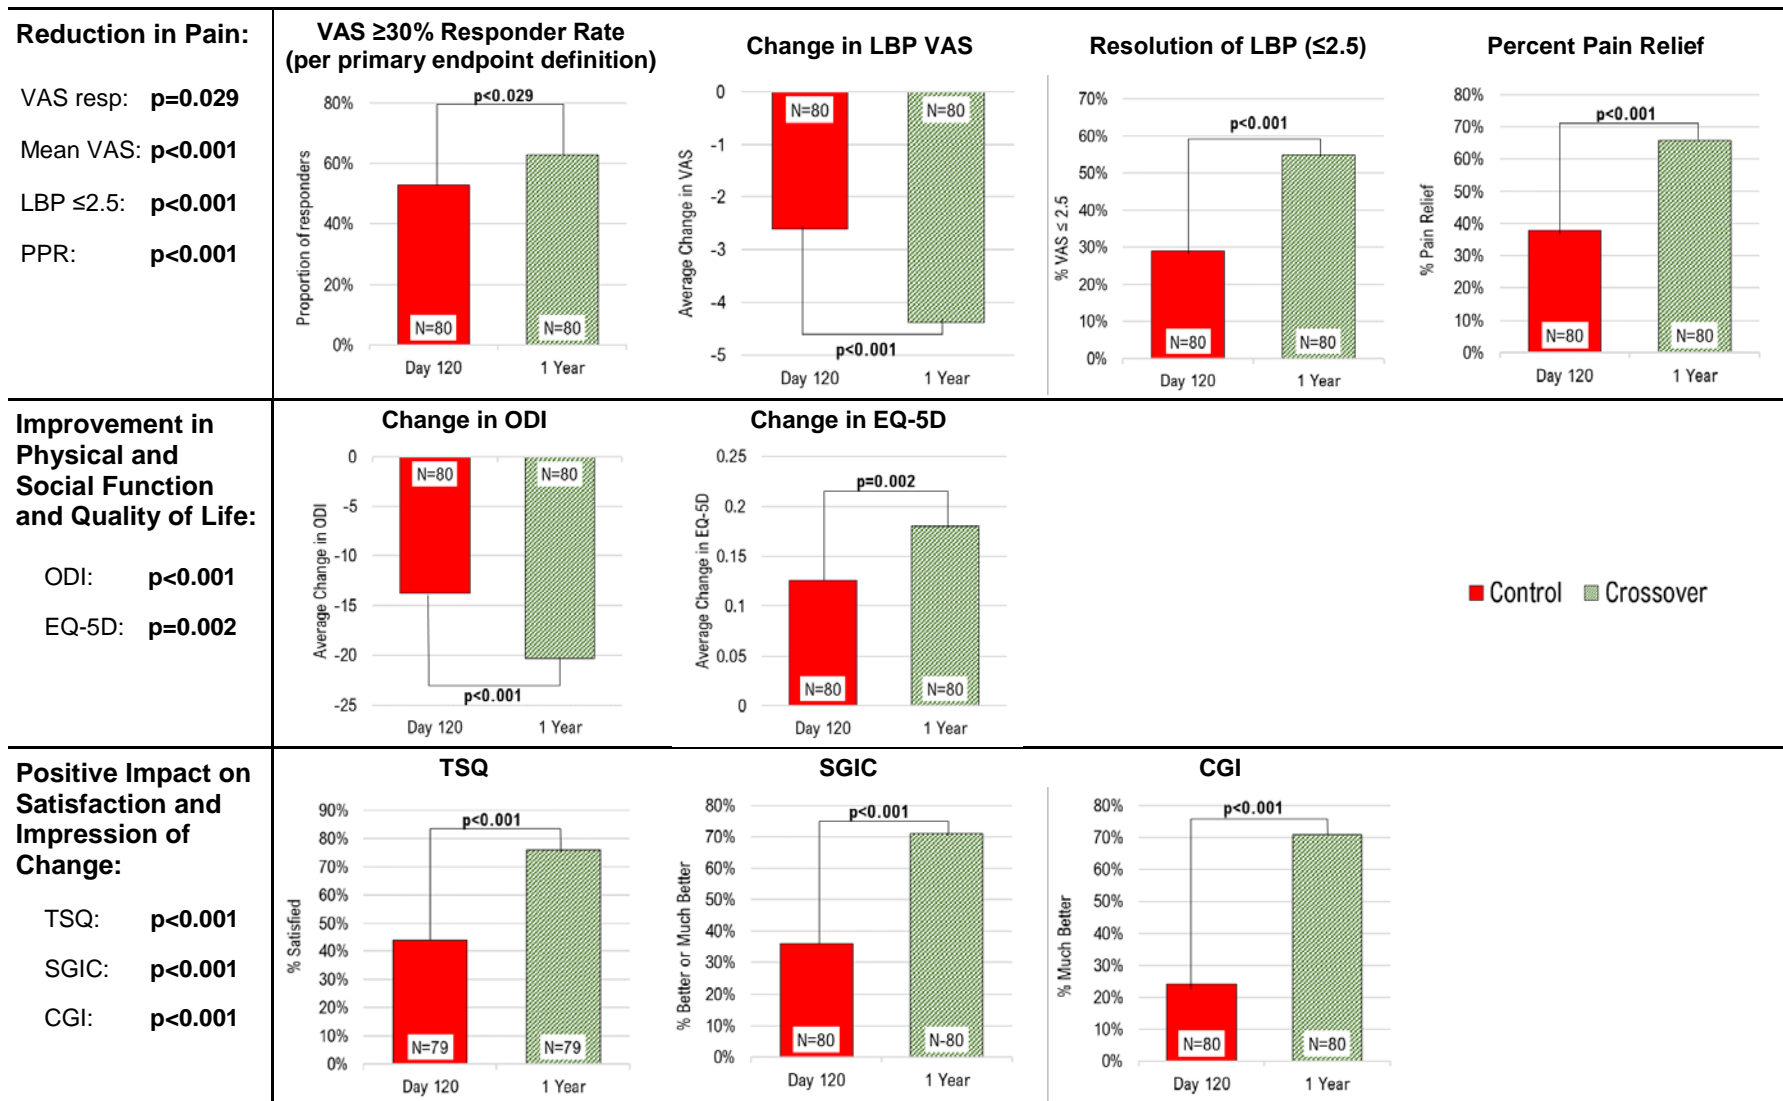 Reduction in Pain:
VAS resp: p=0.029
Mean VAS: p<0.001
LBP ≤2.5: p<0.001
PPR: p<0.001
VAS ≥30% Responder Rate
(per primary endpoint definition)
80%
60%
40%
20%
0%
Proportion of responders
p<0.029
N=80
N=80
Day 120
1 Year
Change in LBP VAS
0
-1
-2
-3
-4
-5
Average Change in VAS
N=80
N=80
p<0.001
Day 120
1 Year
Resolution of LBP (≤2.5)
70%
60%
50%
40%
30%
20%
10%
0%
% VAS ≤ 2.5
p<0.001
N=80
N=80
Day 120
1 Year
Percent Pain Relief
80%
70%
60%
50%
40%
30%
20%
10%
0%
% Pain Relief
p<0.001
N=80
N=80
Day 120
1 Year
Improvement in
Physical and
Social Function
and Quality of Life:
ODI: p<0.001
EQ-5D: p=0.002
Change in ODI
0
-5
-10
-15
-20
-25
Average Change in ODI
N=80
N=80
p<0.001
Day 120
1 Year
Change in EQ-5D
0.25
0.2
0.15
0.1
0.05
0
Average Change in EQ-5D
p=0.002
N=80
N=80
Day 120
1 Year
Control
Crossover
Positive Impact on
Satisfaction and
Impression of
Change:
TSQ: p<0.001
SGIC: p<0.001
CGI: p<0.001
TSQ
90%
80%
70%
60%
50%
40%
30%
20%
10%
0%
% Satisfied
p<0.001
N=79
N=79
Day 120
1 Year
SGIC
80%
70%
60%
50%
40%
30%
20%
10%
0%
% Better or Much Better
p<0.001
N=80
N-80
Day 120
1 Year
CGI
80%
70%
60%
50%
40%
30%
20%
10%
0%
% Much Better
p<0.001
N=80
N=80
Day 120
1 Year